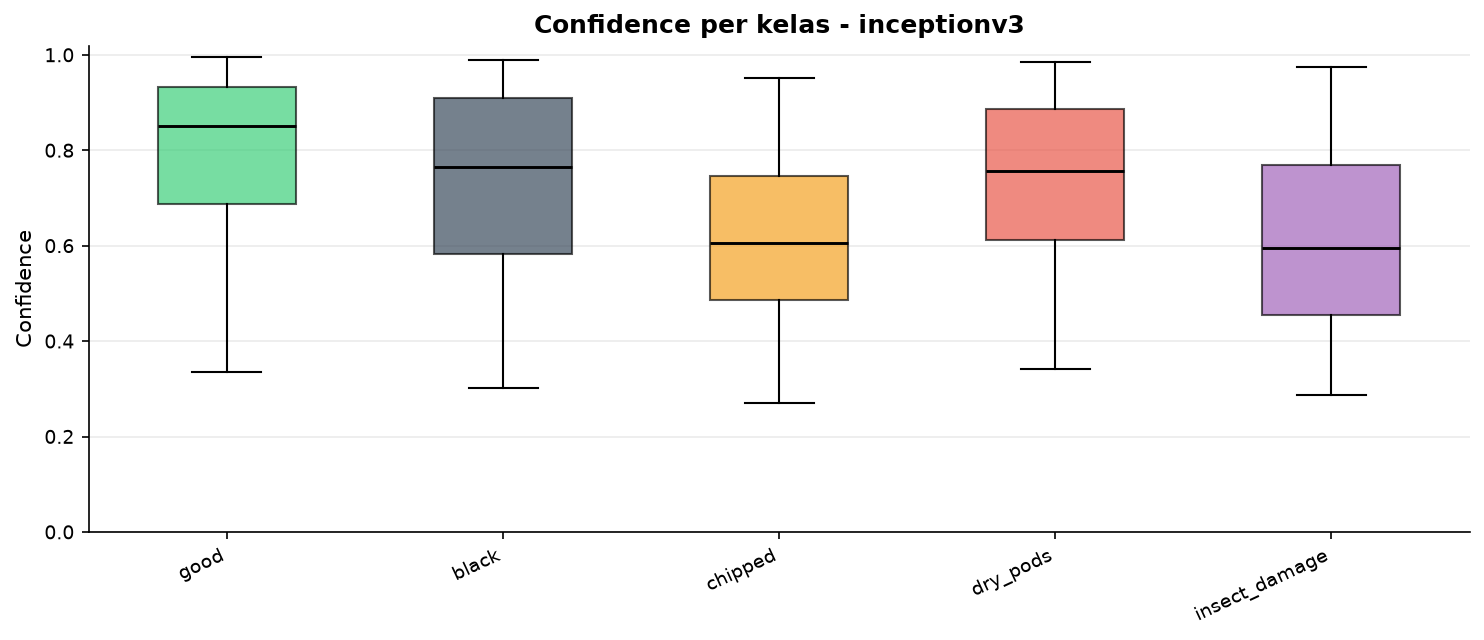 Confidence per kelas - inceptionv3
Confidence
1.0
0.8
0.6
0.4
0.2
0.0
good
black
chipped
dry_pods
insect_damage